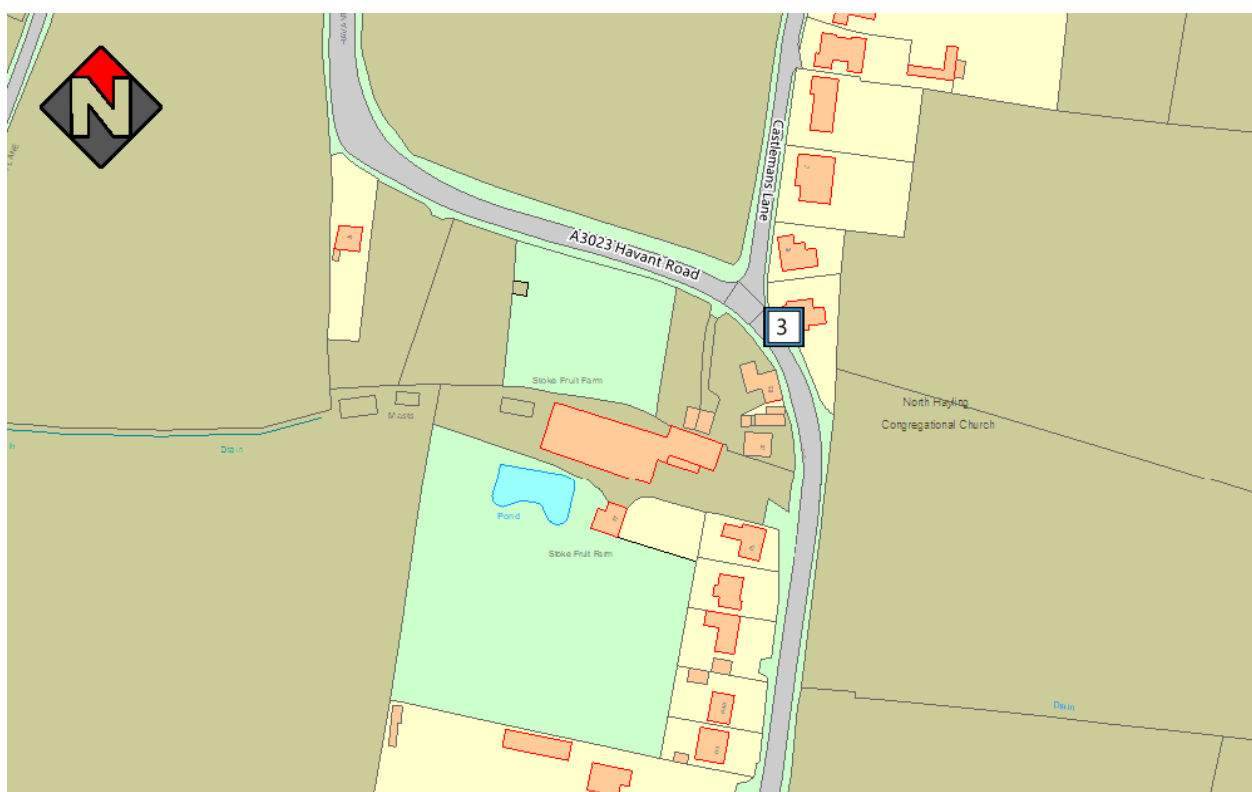 N
Castlemans Lane
A3023 Havant Road
3
Stoke Fruit Farm
Masts
North Hayling
Congregational Church
Drain
Pond
Stoke Fruit Farm
Drain